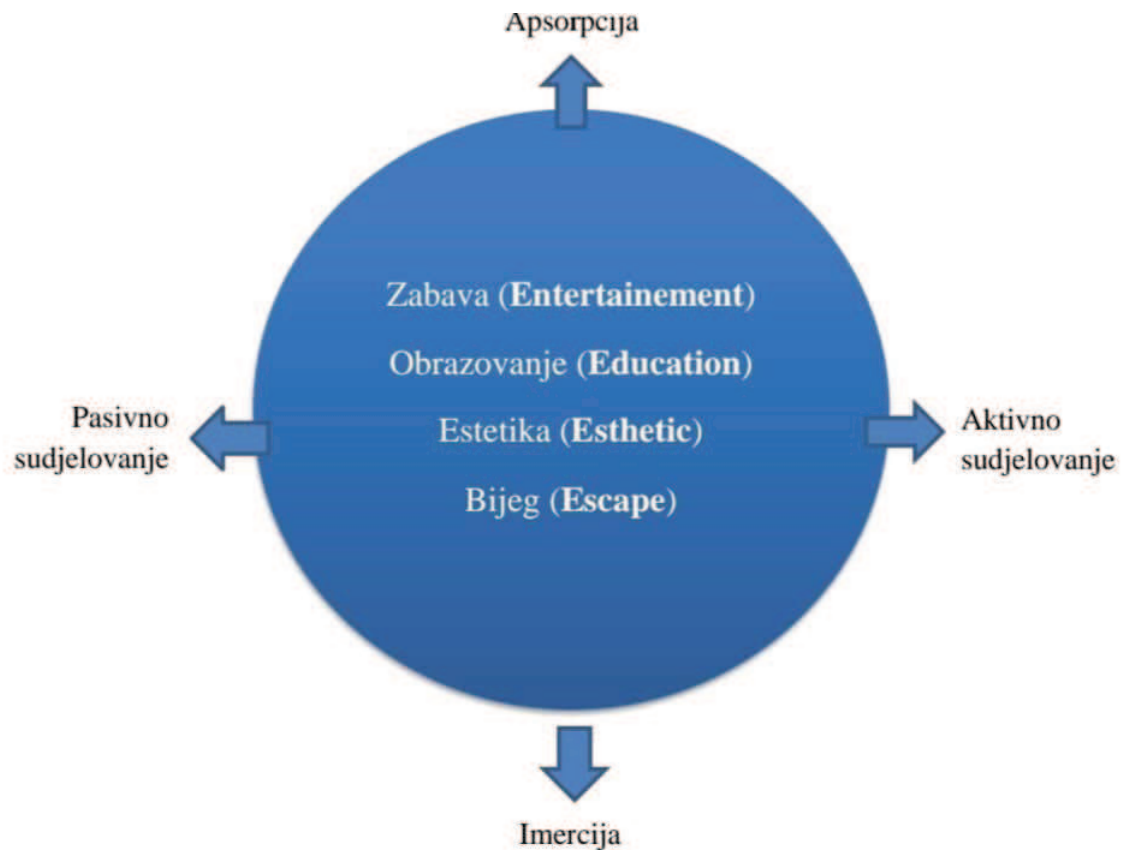 Apsorpcija
Zabava (Entertainement)
Obrazovanje (Education)
Pasivno
sudjelovanje
Estetika (Esthetic)
Aktivno
sudjelovanje
Bijeg (Escape)
Imercija